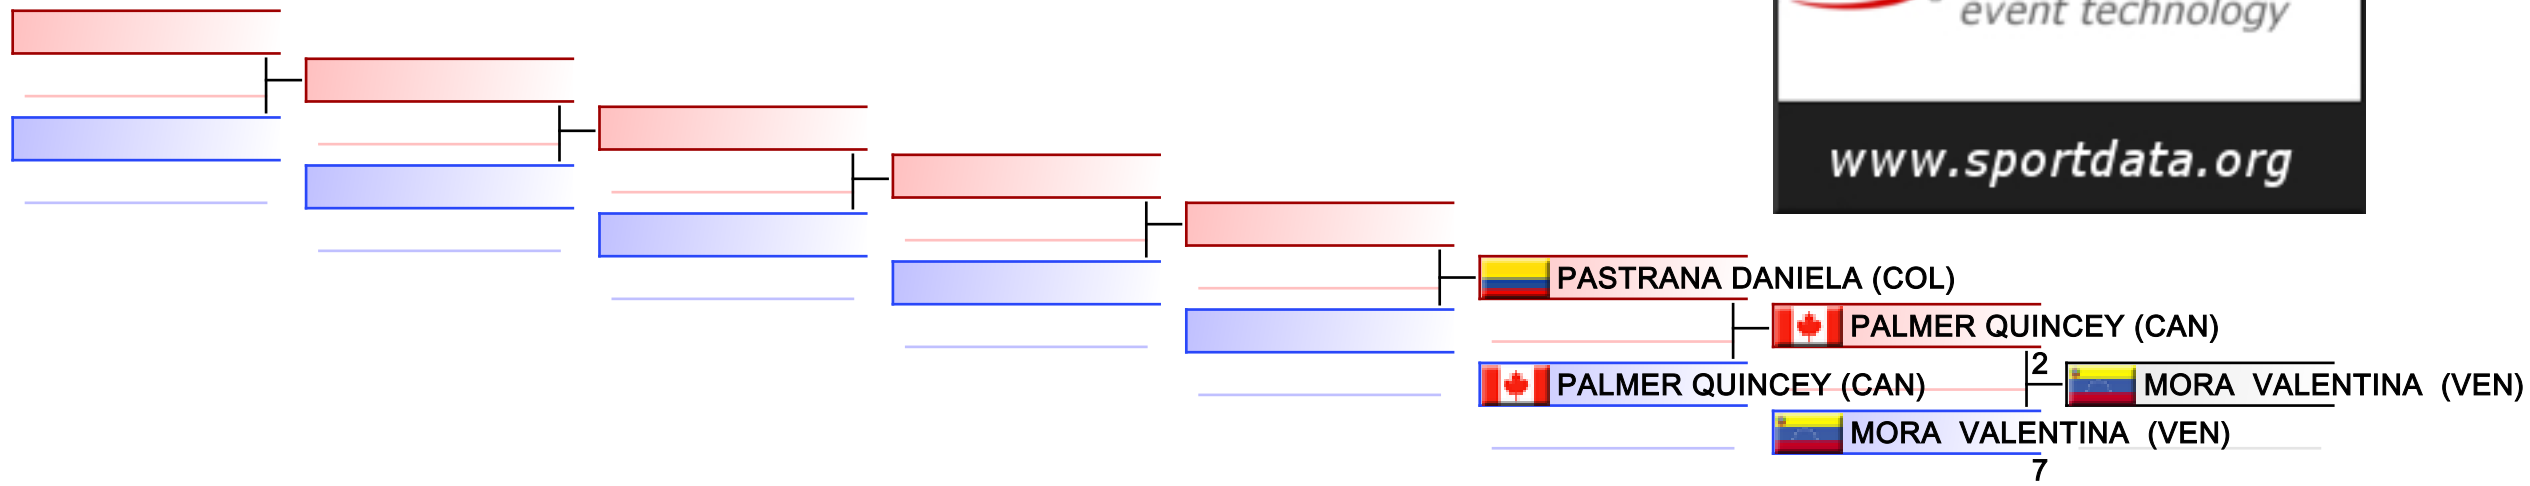 event technology
www.sportdata.org
PASTRANA DANIELA (COL)
PALMER QUINCEY (CAN)
2
PALMER QUINCEY (CAN)
MORA VALENTINA (VEN)
MORA VALENTINA (VEN)
7